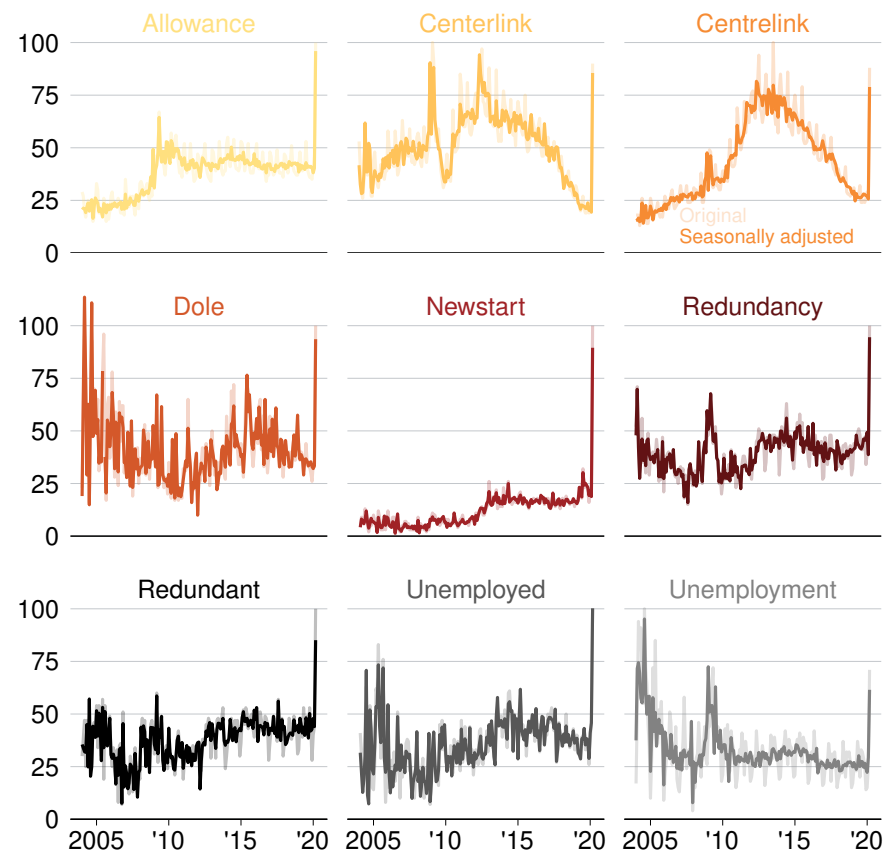 Allowance Centerlink Centrelink
100
75
50
25
0
Original
Seasonally adjusted
Dole Newstart Redundancy
100
75
50
25
0
Redundant Unemployed Unemployment
100
75
50
25
0
2005 '10 '15 '20 2005 '10 '15 '20 2005 '10 '15 '20